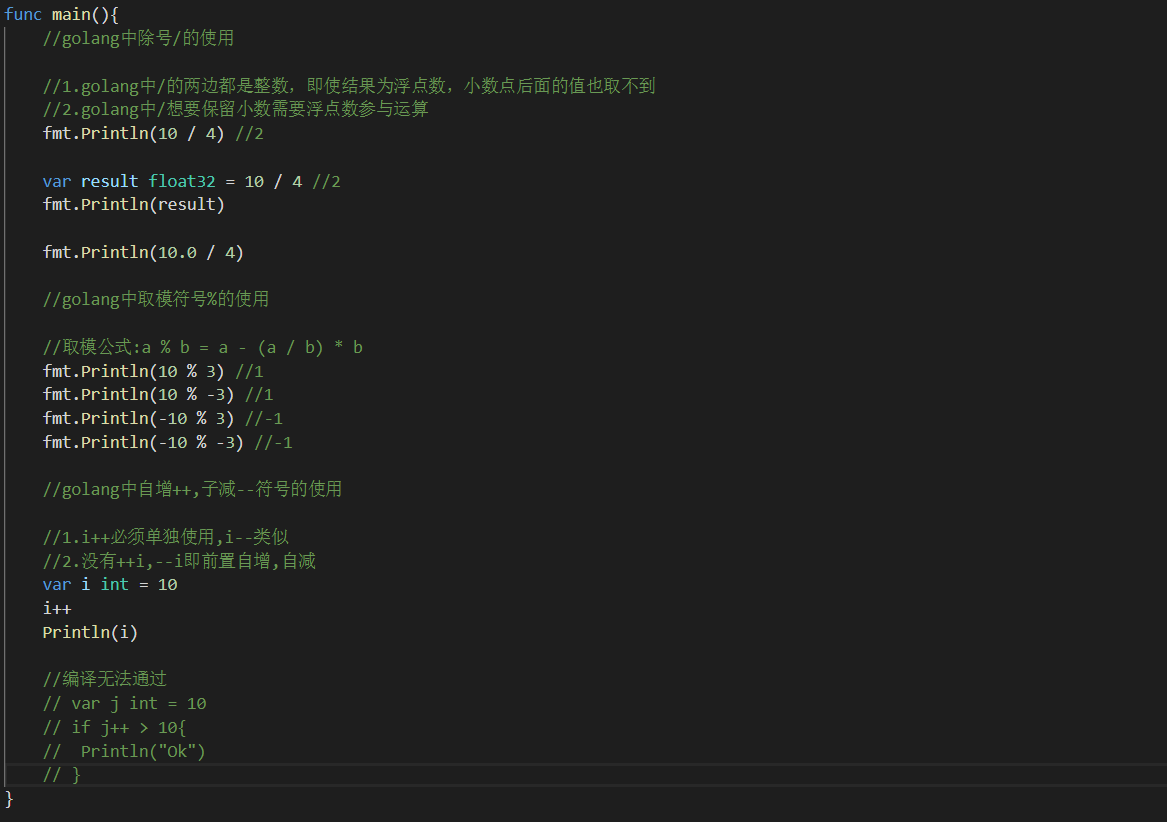 func main(){
//golang中除号/的使用
//1.golang中/的两边都是整数，即使结果为浮点数，小数点后面的值也取不到
//2.golang中/想要保留小数需要浮点数参与运算
fmt.Println(10 / 4) //2
var result float32 = 10 / 4 //2
fmt.Println(result)
fmt.Println(10.0 / 4)
//golang中取模符号%的使用
//取模公式:a % b = a - (a / b) * b
fmt.Println(10 % 3) //1
fmt.Println(10 % -3) //1
fmt.Println(-10 % 3) //-1
fmt.Println(-10 % -3) //-1
//golang中自增++,子减--符号的使用
//1.i++必须单独使用,i--类似
//2.没有++i,--i即前置自增,自减
var i int = 10
i++
Println(i)
//编译无法通过
// var j int = 10
// if j++ > 10{
//  Println("Ok")
// }
}